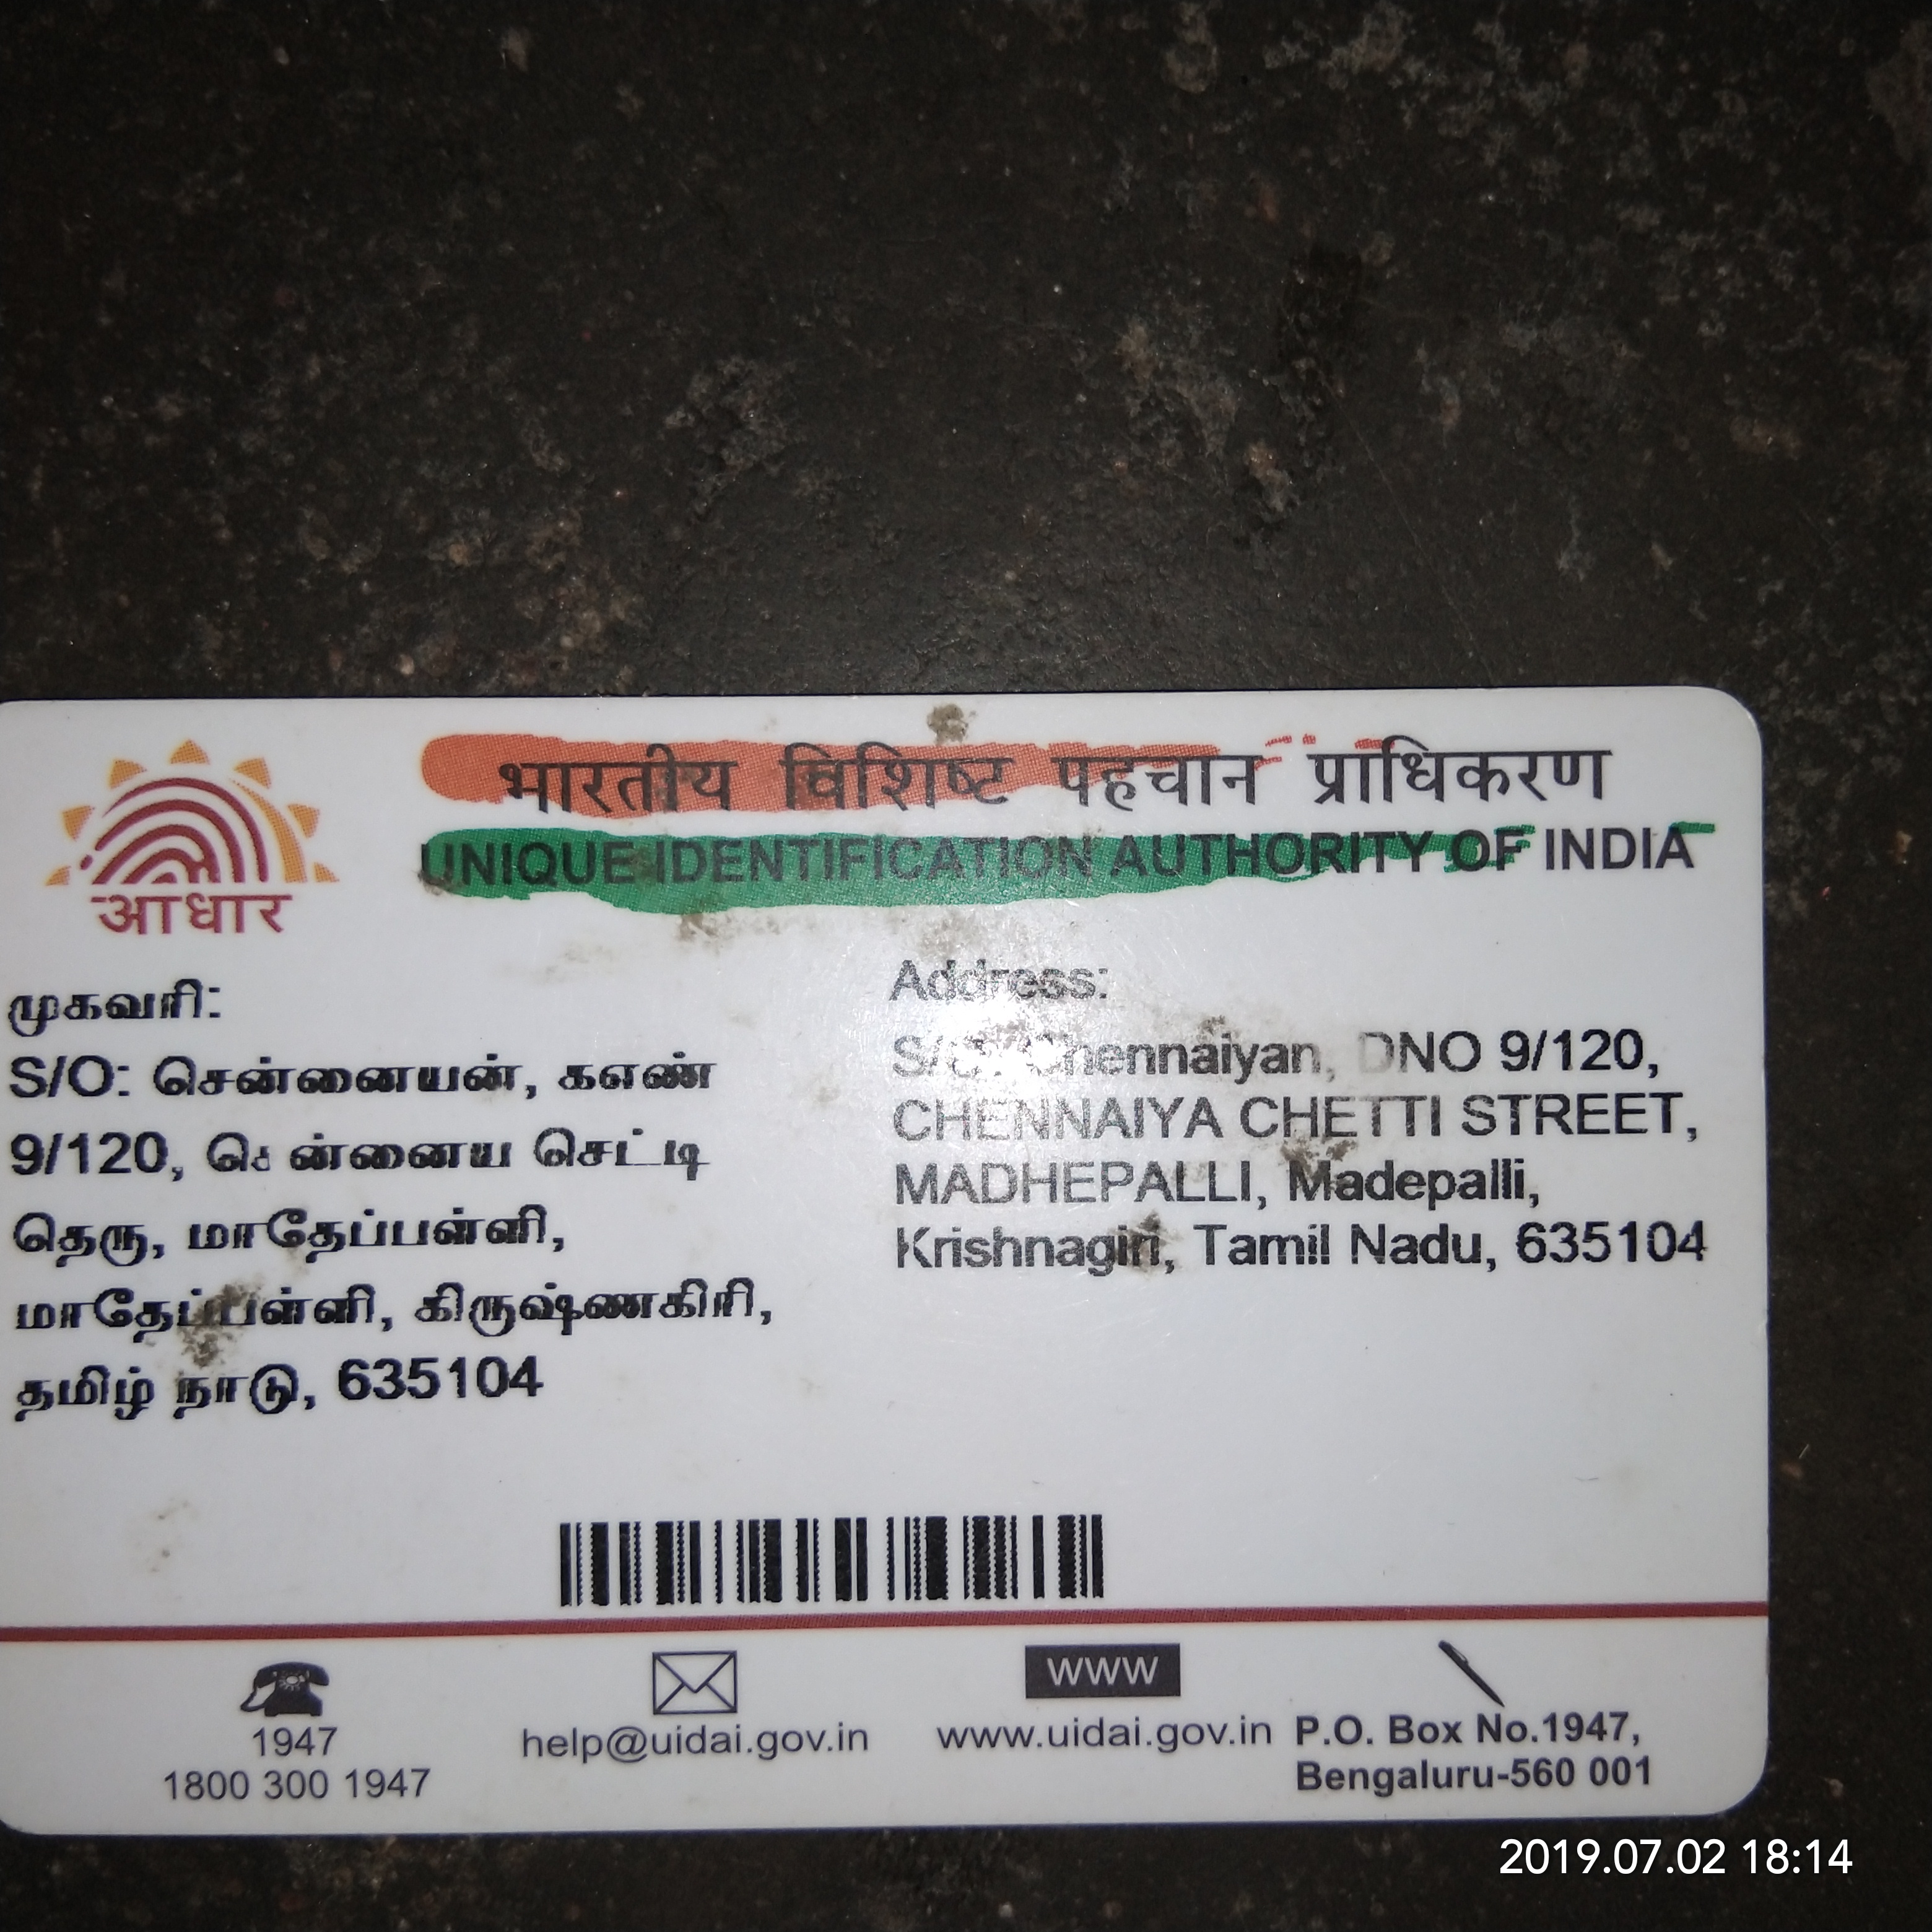 भारतीय विशिष्ट पहचान प्राधिकरण
UNIQUE IDENTIFICATION AUTHORITY OF INDIA
आधार
முகவரி:
S/O: சென்னையன், கஎண்
9/120, சென்னைய செட்டி
தெரு, மாதேப்பள்ளி,
மாதேப்பள்ளி, கிருஷ்ணகிரி,
தமிழ் நாடு, 635104
Address:
S/O: Chennaiyan, DNO 9/120,
CHENNAIYA CHETTI STREET,
MADHEPALLI, Madepalli,
Krishnagiri, Tamil Nadu, 635104
1947
1800 300 1947
help@uidai.gov.in
www
www.uidai.gov.in
P.O. Box No.1947,
Bengaluru-560 001
2019.07.02 18:14